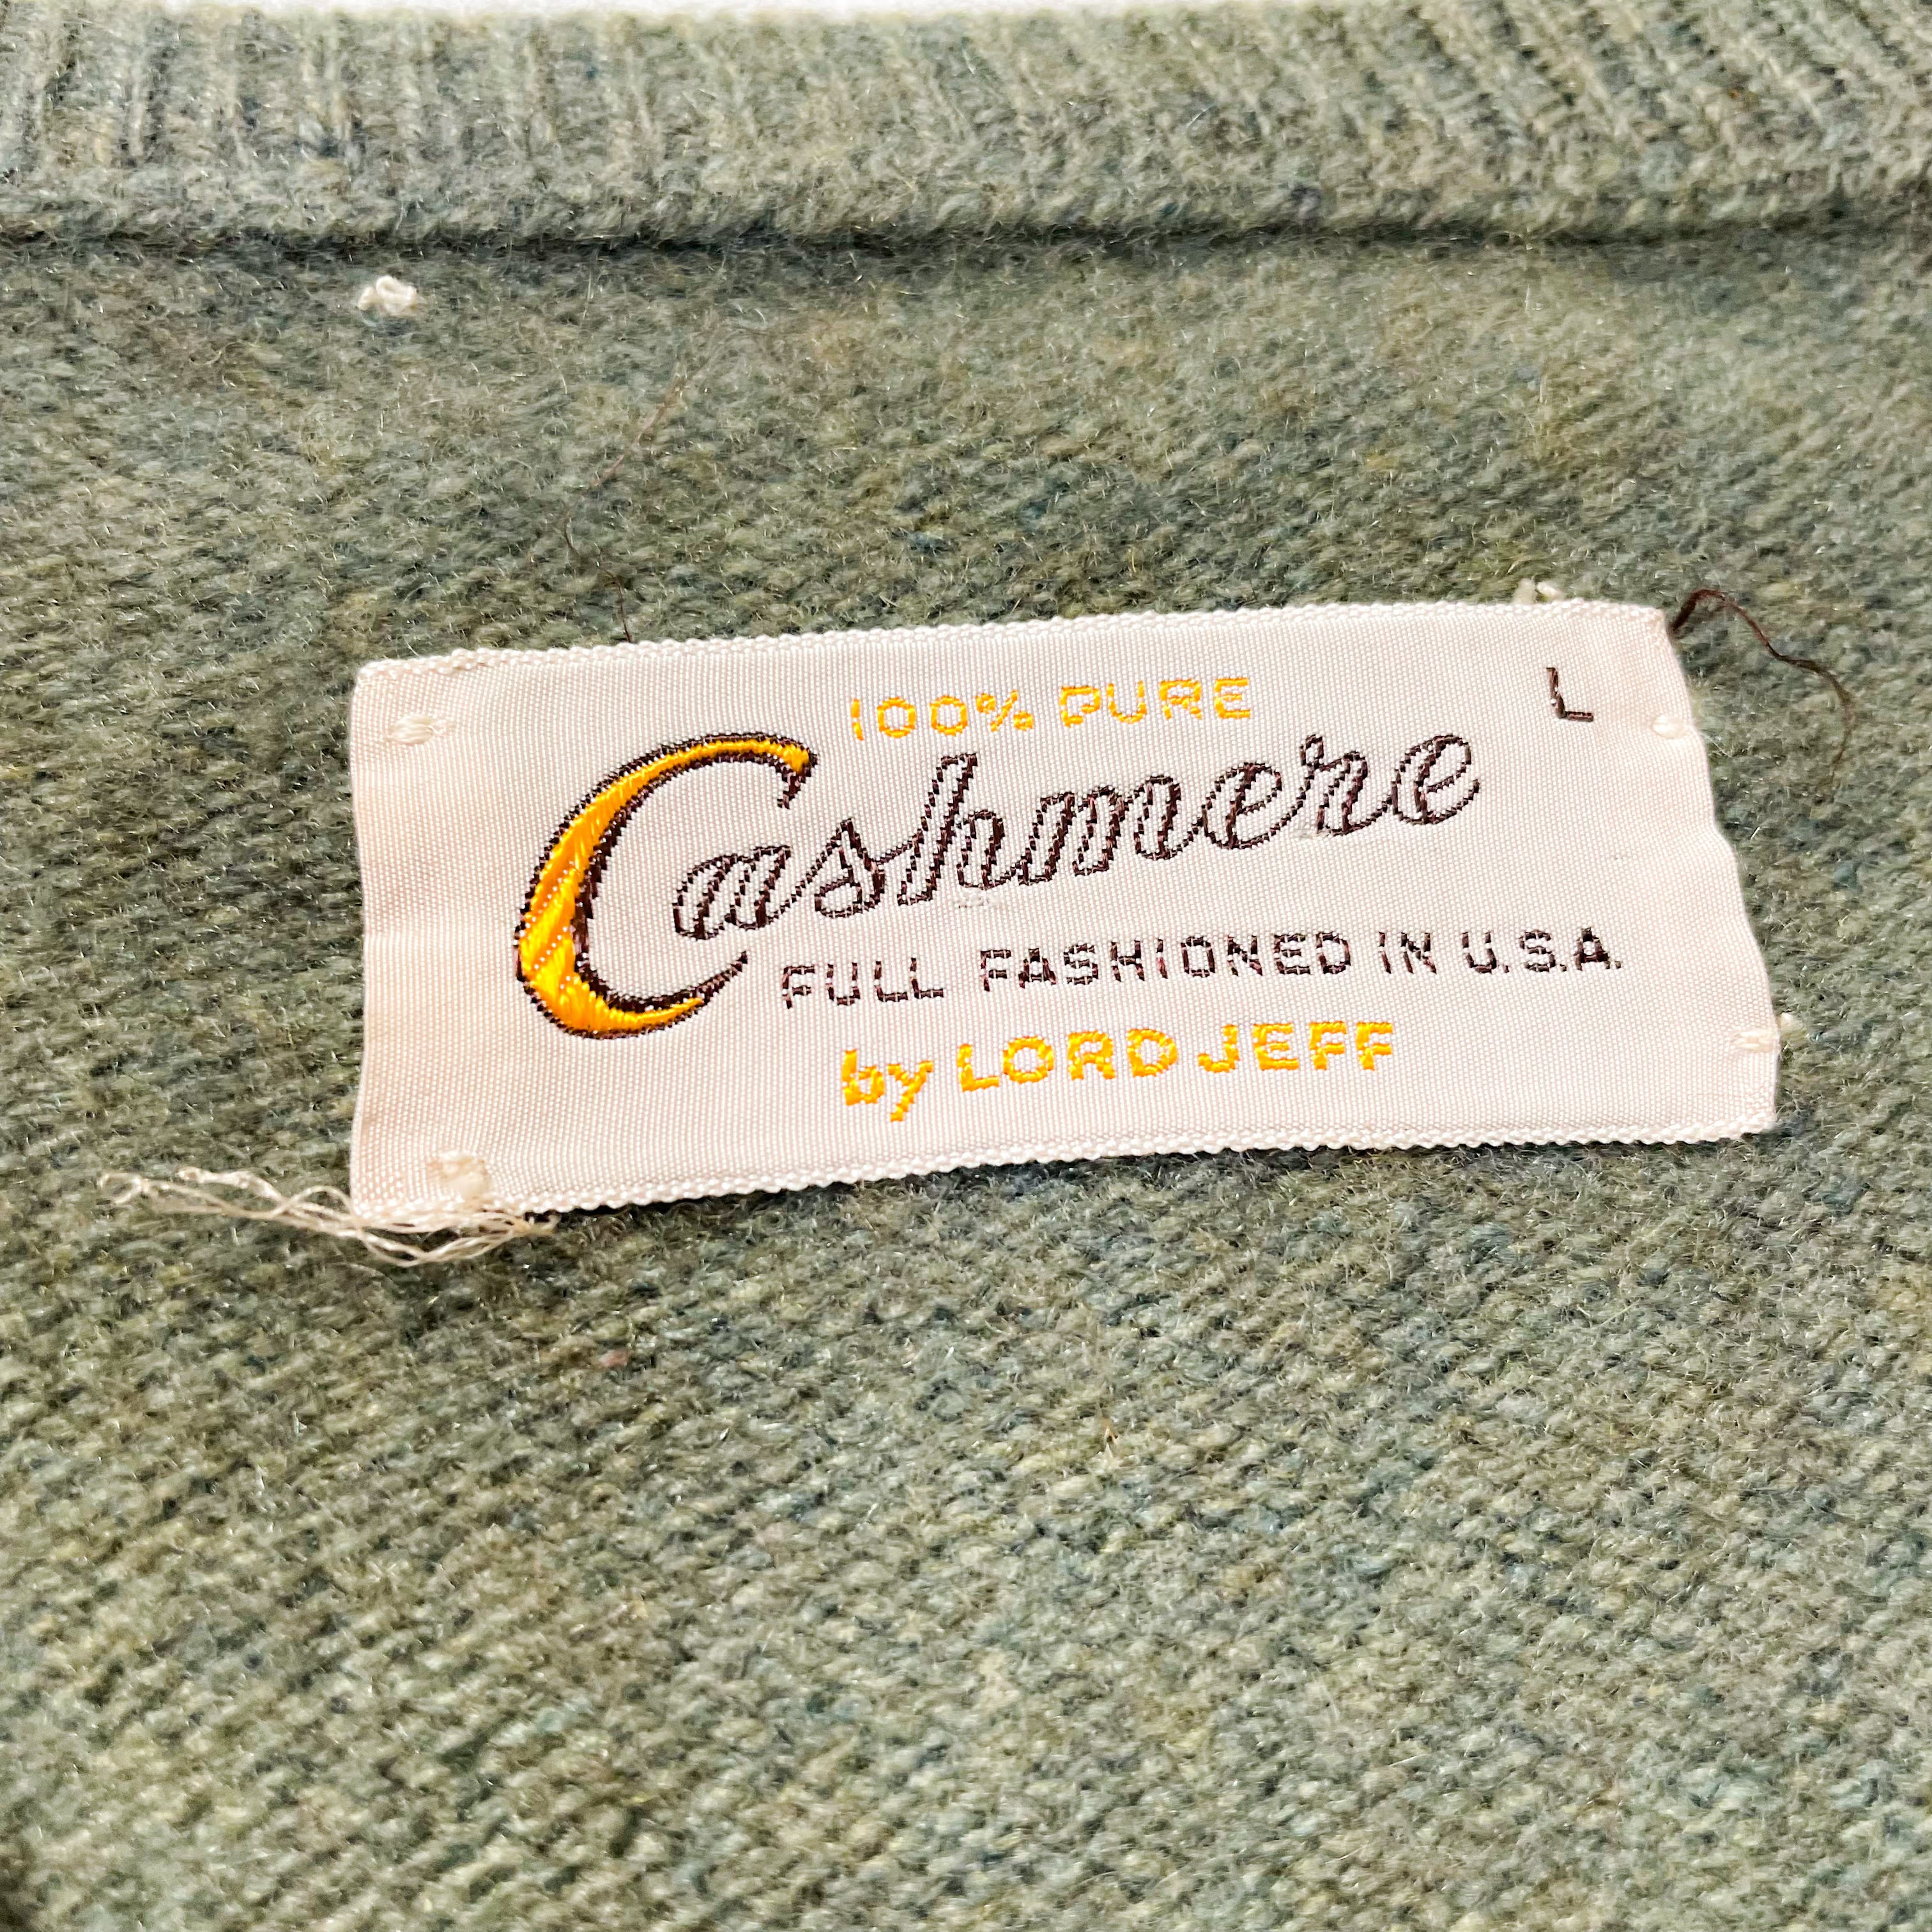 100% PURE
L
Cashmere
FULL FASHIONED IN U.S.A.
by LORD JEFF